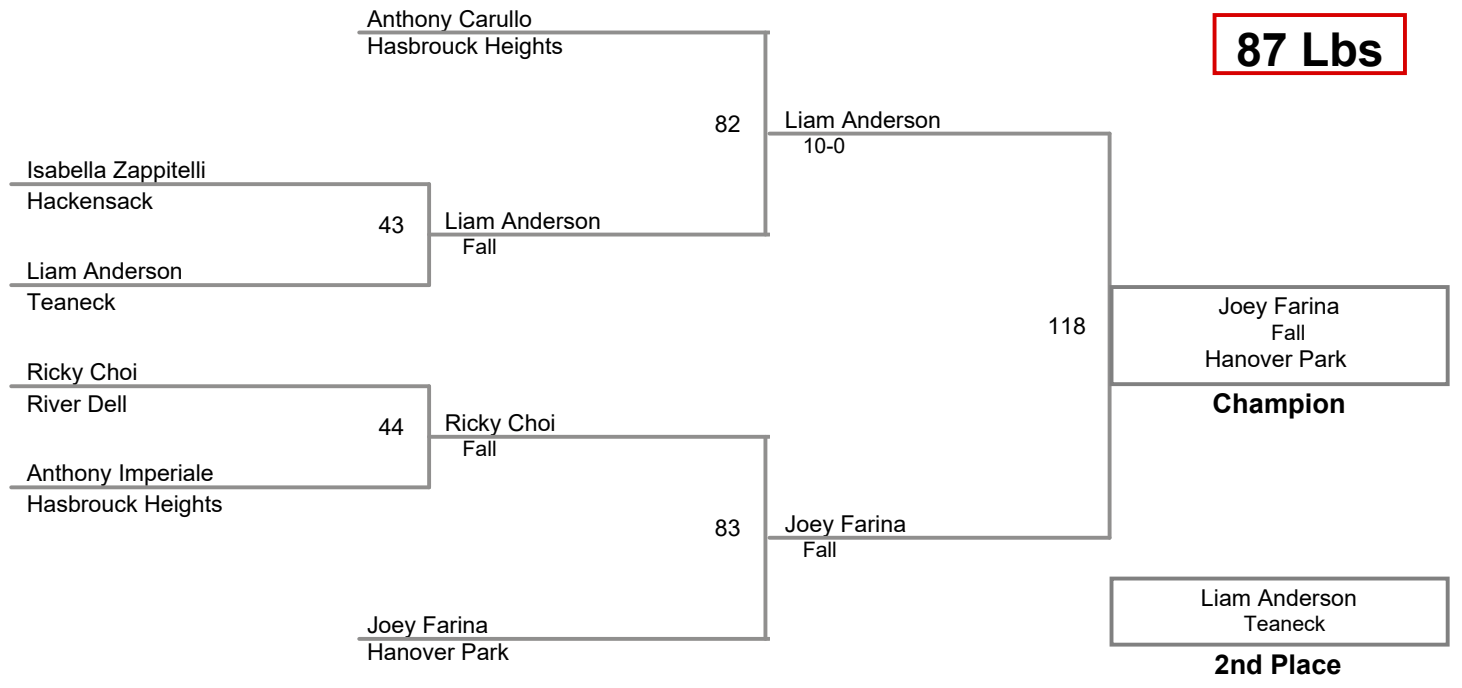 Anthony Carullo
Hasbrouck Heights
87 Lbs
82
Liam Anderson
10-0
Isabella Zappitelli
Hackensack
43
Liam Anderson
Fall
Liam Anderson
Teaneck
118
Joey Farina
Fall
Hanover Park
Champion
Ricky Choi
River Dell
44
Ricky Choi
Fall
Anthony Imperiale
Hasbrouck Heights
83
Joey Farina
Fall
Joey Farina
Hanover Park
Liam Anderson
Teaneck
2nd Place